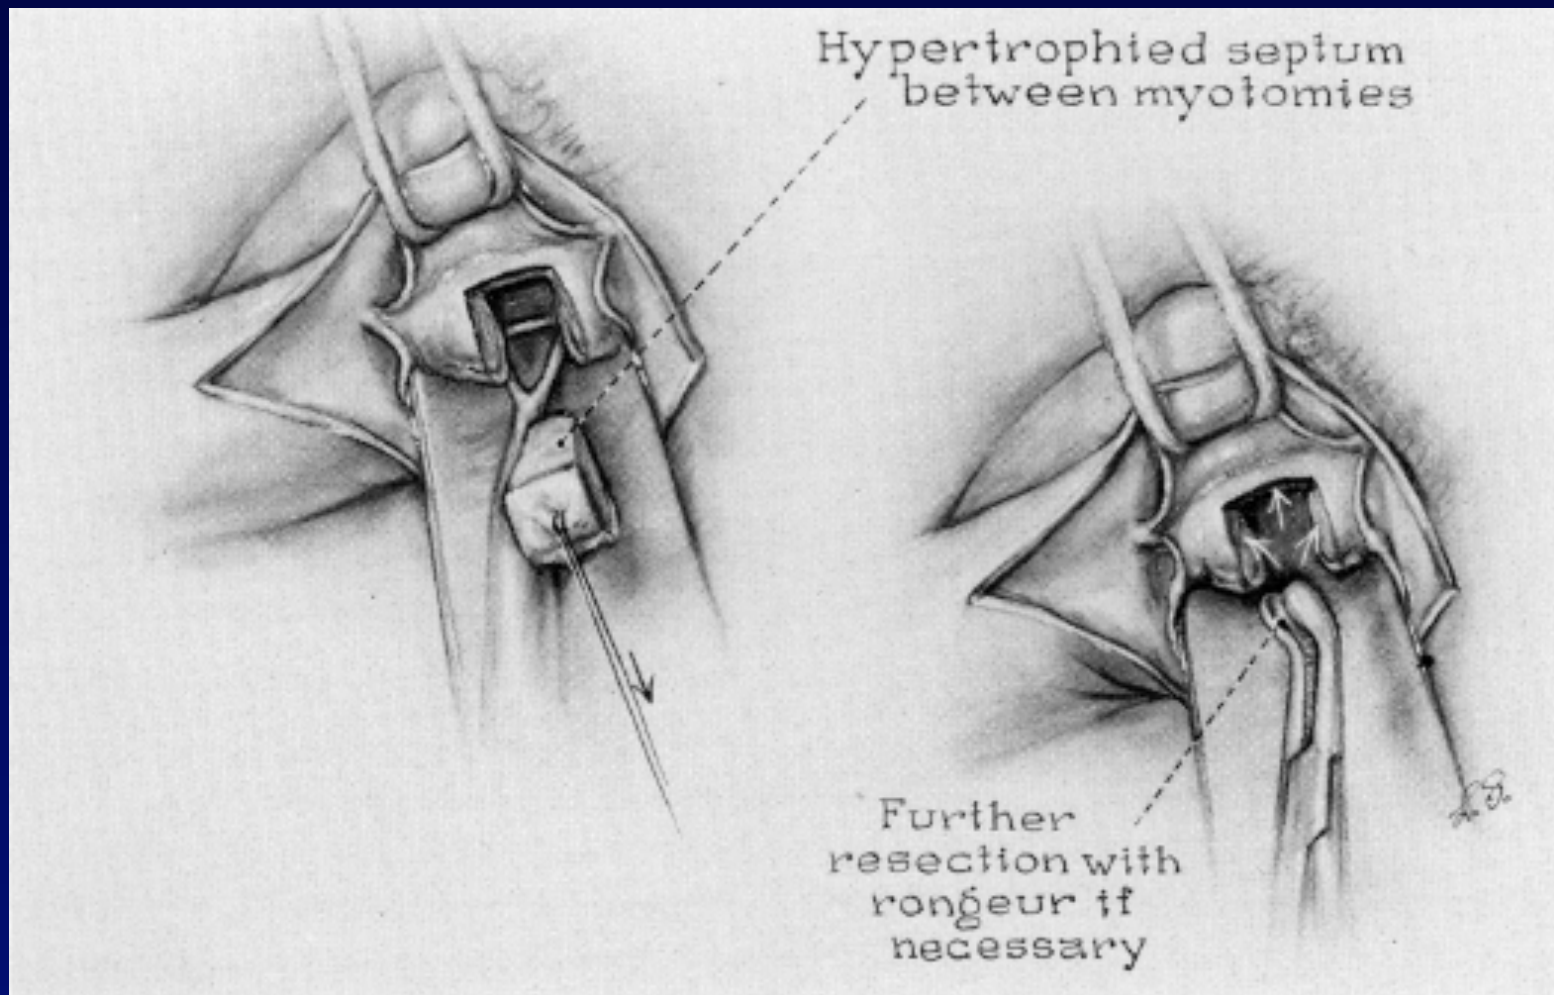 Hypertrophied septum
between myotomies
Further
resection with
rongeur if
necessary